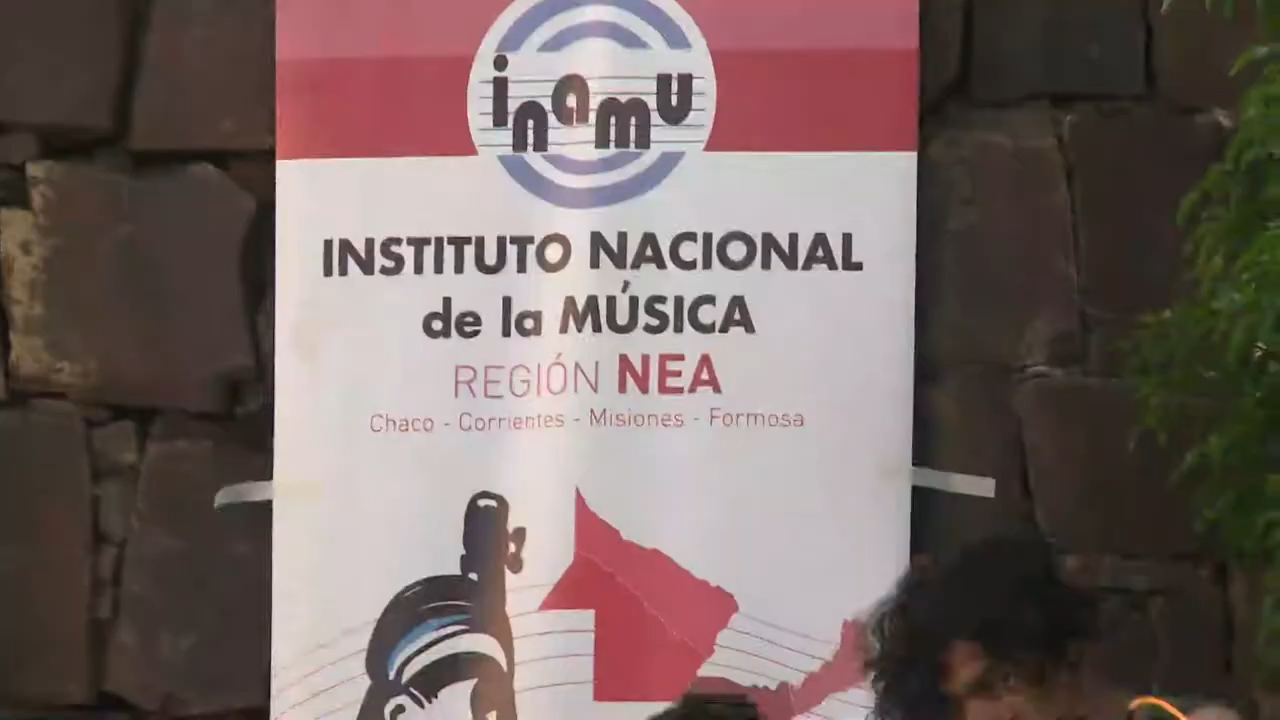 inamu
INSTITUTO NACIONAL
de la MÚSICA
REGIÓN NEA
Chaco - Corrientes - Misiones - Formosa